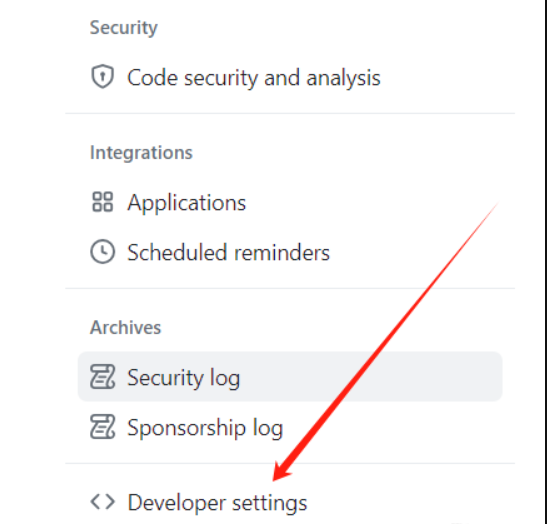 Security
Code security and analysis
Integrations
Applications
Scheduled reminders
Archives
Security log
Sponsorship log
Developer settings